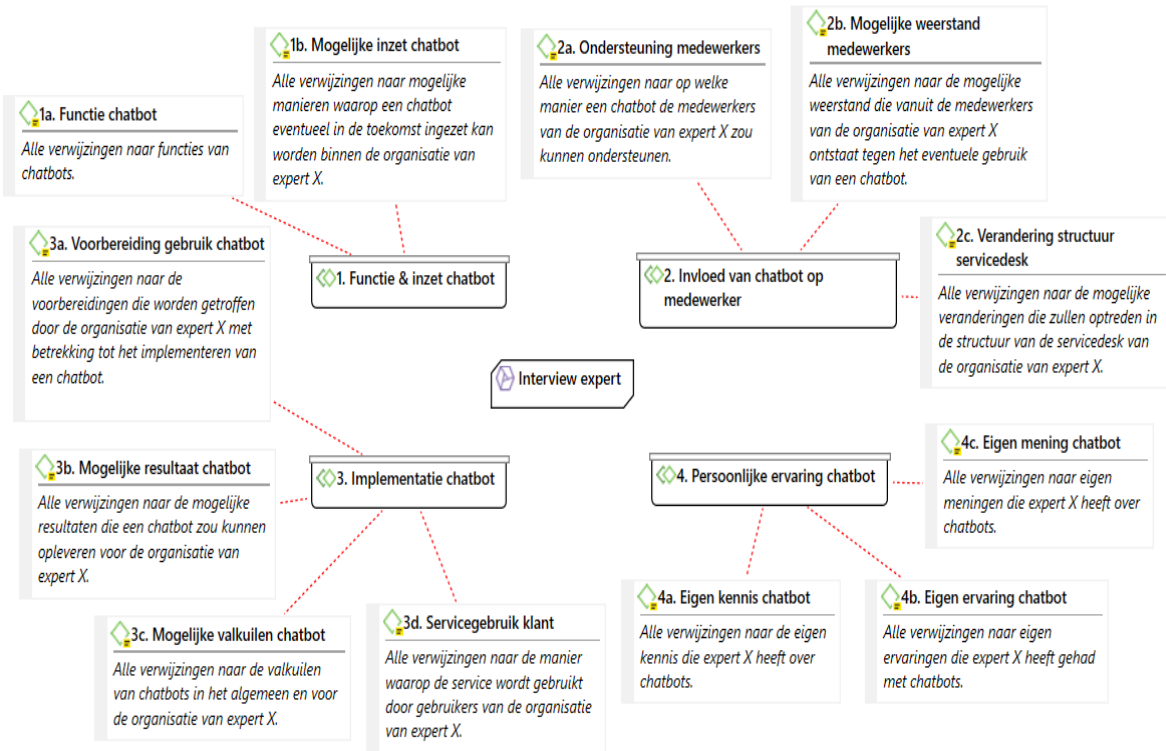 1b. Mogelijke inzet chatbot
Alle verwijzingen naar mogelijke
manieren waarop een chatbot
eventueel in de toekomst ingezet kan
worden binnen de organisatie van
expert X.
2a. Ondersteuning medewerkers
Alle verwijzingen naar op welke
manier een chatbot de medewerkers
van de organisatie van expert X zou
kunnen ondersteunen.
2b. Mogelijke weerstand
medewerkers
Alle verwijzingen naar de mogelijke
weerstand die vanuit de medewerkers
van de organisatie van expert X
ontstaat tegen het eventuele gebruik
van een chatbot.
1a. Functie chatbot
Alle verwijzingen naar functies van
chatbots.
3a. Voorbereiding gebruik chatbot
Alle verwijzingen naar de
voorbereidingen die worden getroffen
door de organisatie van expert X met
betrekking tot het implementeren van
een chatbot.
1. Functie & inzet chatbot
2. Invloed van chatbot op
medewerker
2c. Verandering structuur
servicedesk
Alle verwijzingen naar de mogelijke
veranderingen die zullen optreden in
de structuur van de servicedesk van
de organisatie van expert X.
Interview expert
3b. Mogelijke resultaat chatbot
Alle verwijzingen naar de mogelijke
resultaten die een chatbot zou kunnen
opleveren voor de organisatie van
expert X.
3. Implementatie chatbot
4. Persoonlijke ervaring chatbot
4c. Eigen mening chatbot
Alle verwijzingen naar eigen
meningen die expert X heeft over
chatbots.
3c. Mogelijke valkuilen chatbot
Alle verwijzingen naar de valkuilen
van chatbots in het algemeen en voor
de organisatie van expert X.
3d. Servicegebruik klant
Alle verwijzingen naar de manier
waarop de service wordt gebruikt
door gebruikers van de organisatie
van expert X.
4a. Eigen kennis chatbot
Alle verwijzingen naar de eigen
kennis die expert X heeft over
chatbots.
4b. Eigen ervaring chatbot
Alle verwijzingen naar eigen
ervaringen die expert X heeft gehad
met chatbots.